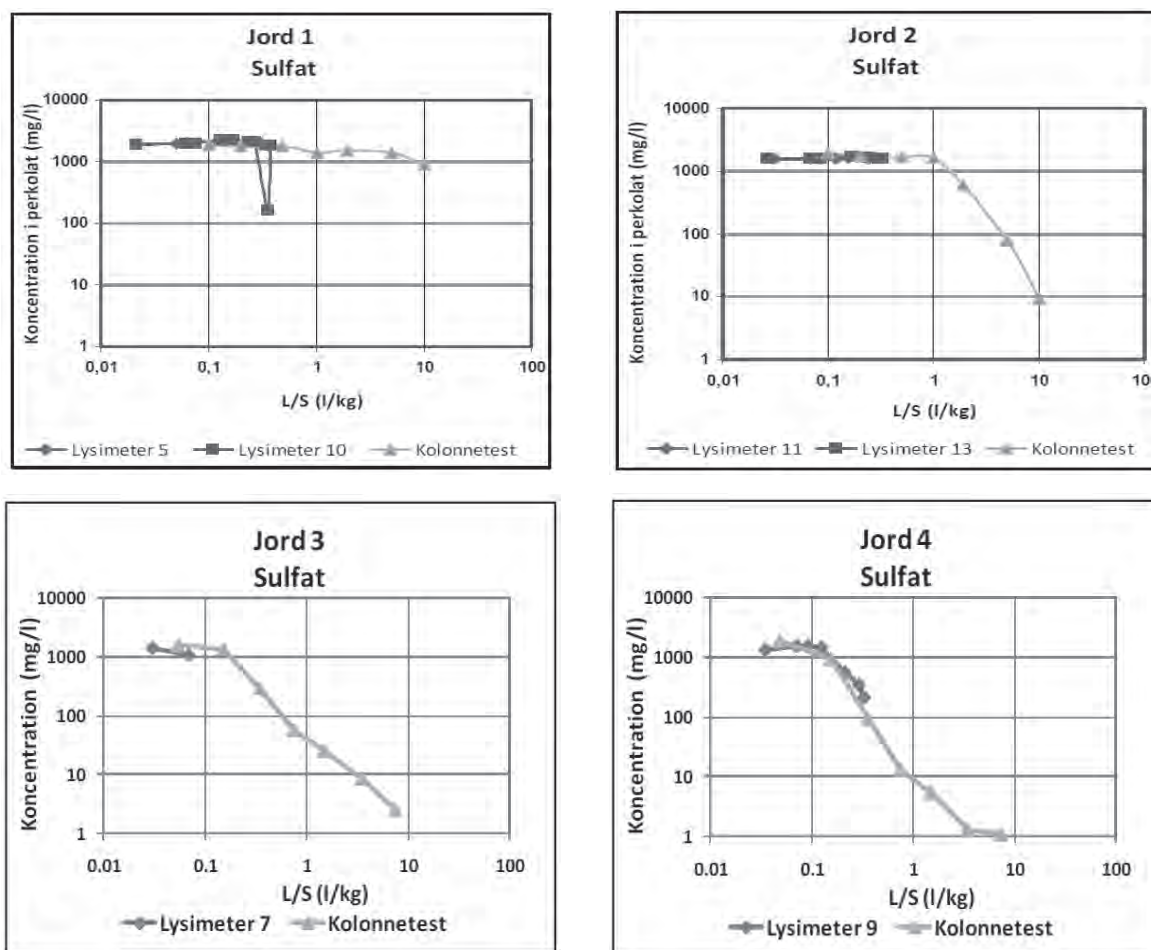 Jord 1
Sulfat
Koncentration i perkolat (mg/l)
10000
1000
100
10
1
0,01
0,1
1
10
100
L/S (l/kg)
Lysimeter 5
Lysimeter 10
Kolonnetest
Jord 2
Sulfat
Koncentration i perkolat (mg/l)
10000
1000
100
10
1
0,01
0,1
1
10
10
L/S (l/kg)
Lysimeter 11
Lysimeter 13
Kolonnetest
Jord 3
Sulfat
Koncentration (mg/l)
10000
1000
100
10
1
0.01
0.1
1
10
100
L/S (l/kg)
Lysimeter 7
Kolonnetest
Jord 4
Sulfat
Koncentration (mg/l)
10000
1000
100
10
1
0.01
0.1
1
10
100
L/S (l/kg)
Lysimeter 9
Kolonnetest